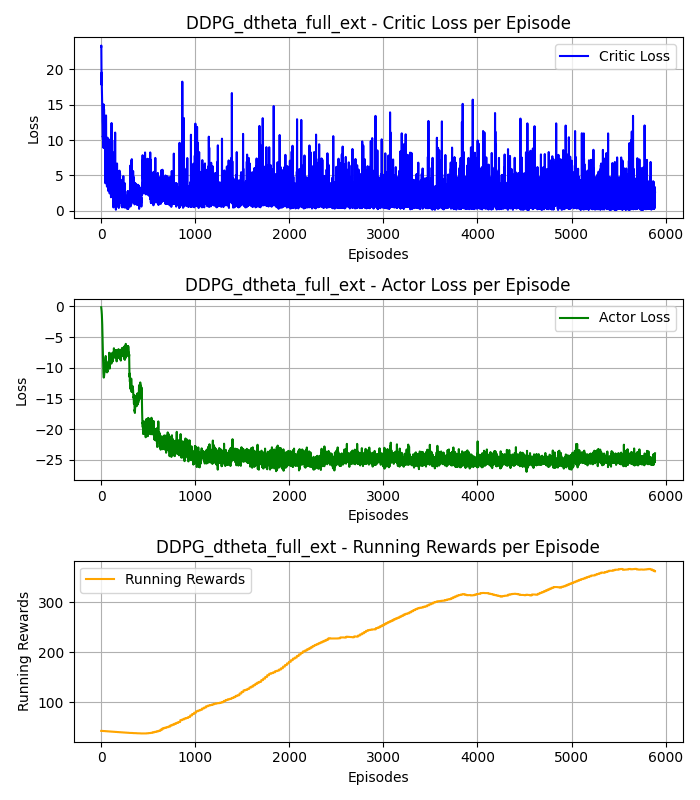 DDPG_dtheta_full_ext - Critic Loss per Episode
Critic Loss
20
15
10
5
0
Loss
0 1000 2000 3000 4000 5000 6000
Episodes
DDPG_dtheta_full_ext - Actor Loss per Episode
Actor Loss
0
−5
−10
−15
−20
−25
Loss
0 1000 2000 3000 4000 5000 6000
Episodes
DDPG_dtheta_full_ext - Running Rewards per Episode
Running Rewards
300
200
100
Running Rewards
0 1000 2000 3000 4000 5000 6000
Episodes